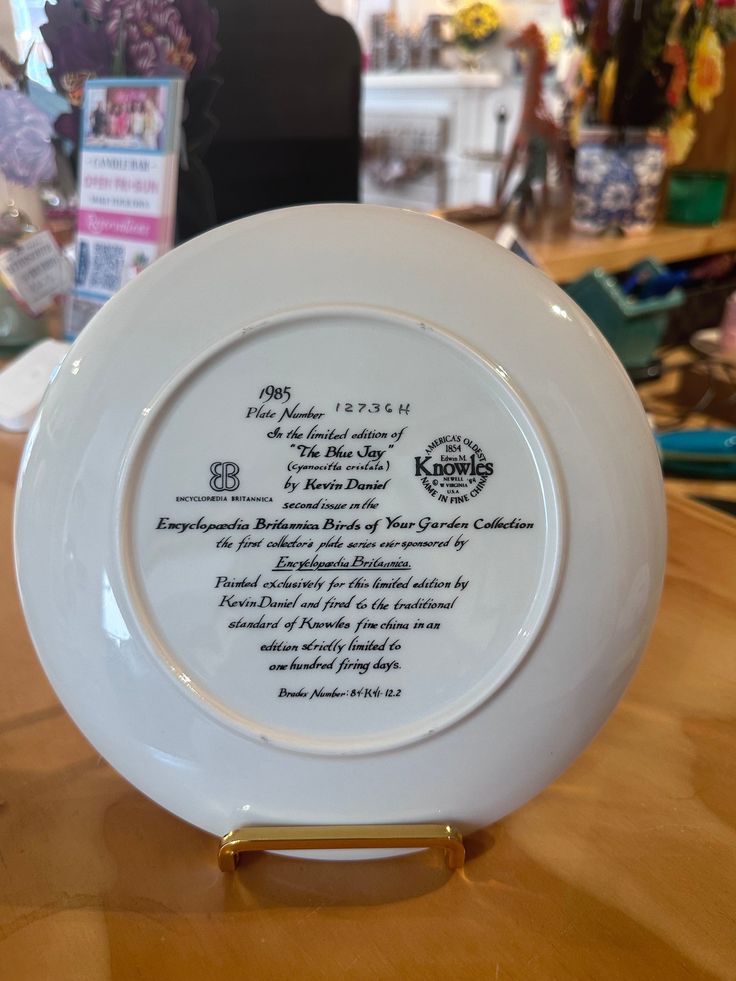 1985
Plate Number 12736H
In the limited edition of
"The Blue Jay"
(Cyanocitta cristata)
by Kevin Daniel
second issue in the
Encyclopædia Britannica Birds of Your Garden Collection
the first collector's plate series ever sponsored by
Encyclopædia Britannica.
Painted exclusively for this limited edition by
Kevin Daniel and fired to the traditional
standard of Knowles fine china in an
edition strictly limited to
one hundred firing days.
Bradex Number: 84-K41-12.2
ENCYCLOPÆDIA BRITANNICA
AMERICA'S OLDEST
1854
Edwin M.
Knowles
NEWELL
W VIRGINIA
U.S.A
NAME IN FINE CHINA
CANDLE BAR
OPEN FRI-SUN
Reservations